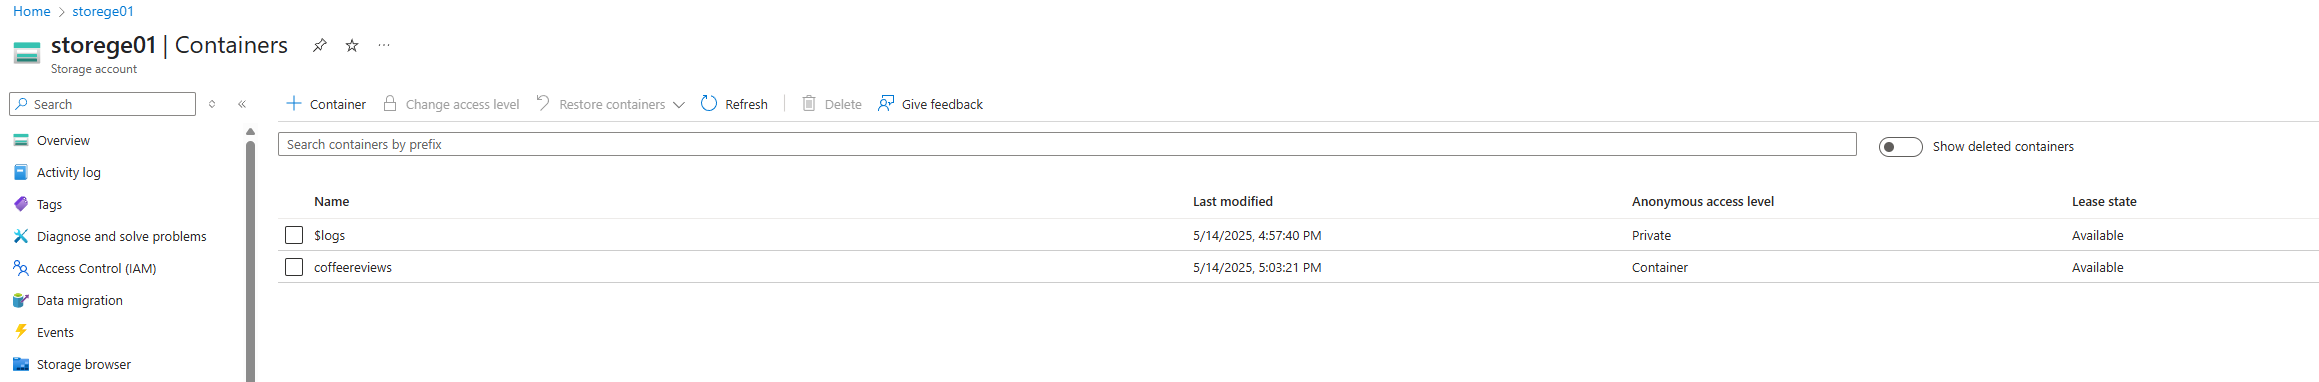 Home > storege01
storege01 | Containers
Storage account
Search
Container Change access level Restore containers Refresh Delete Give feedback
Search containers by prefix
Show deleted containers
Overview
Activity log
Tags
Diagnose and solve problems
Access Control (IAM)
Data migration
Events
Storage browser
Name Last modified Anonymous access level Lease state
$logs 5/14/2025, 4:57:40 PM Private Available
coffeereviews 5/14/2025, 5:03:21 PM Container Available